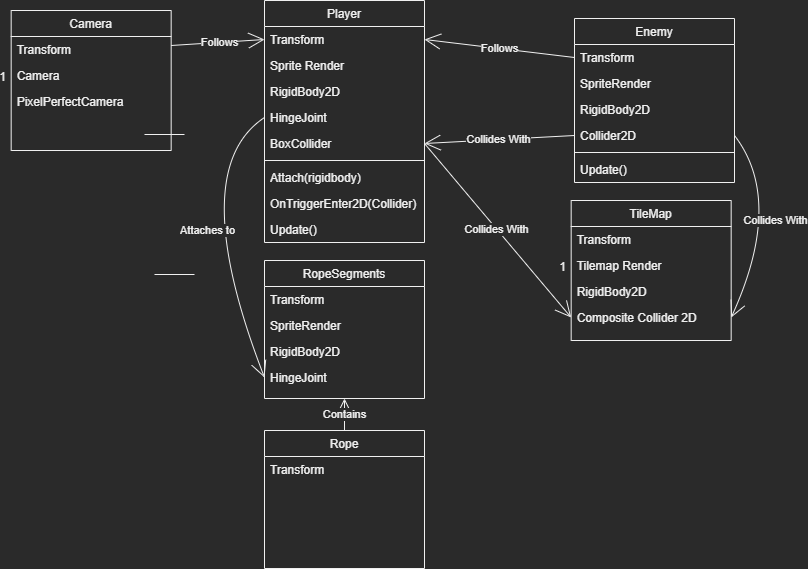 Camera
Transform
1
Camera
PixelPerfectCamera
Follows
Player
Transform
Sprite Render
RigidBody2D
HingeJoint
BoxCollider
Attach(rigidbody)
OnTriggerEnter2D(Collider)
Update()
Follows
Collides With
Enemy
Transform
SpriteRender
RigidBody2D
Collider2D
Update()
Collides With
Collides With
TileMap
Transform
1
Tilemap Render
RigidBody2D
Composite Collider 2D
Attaches to
RopeSegments
Transform
SpriteRender
RigidBody2D
HingeJoint
Contains
Rope
Transform